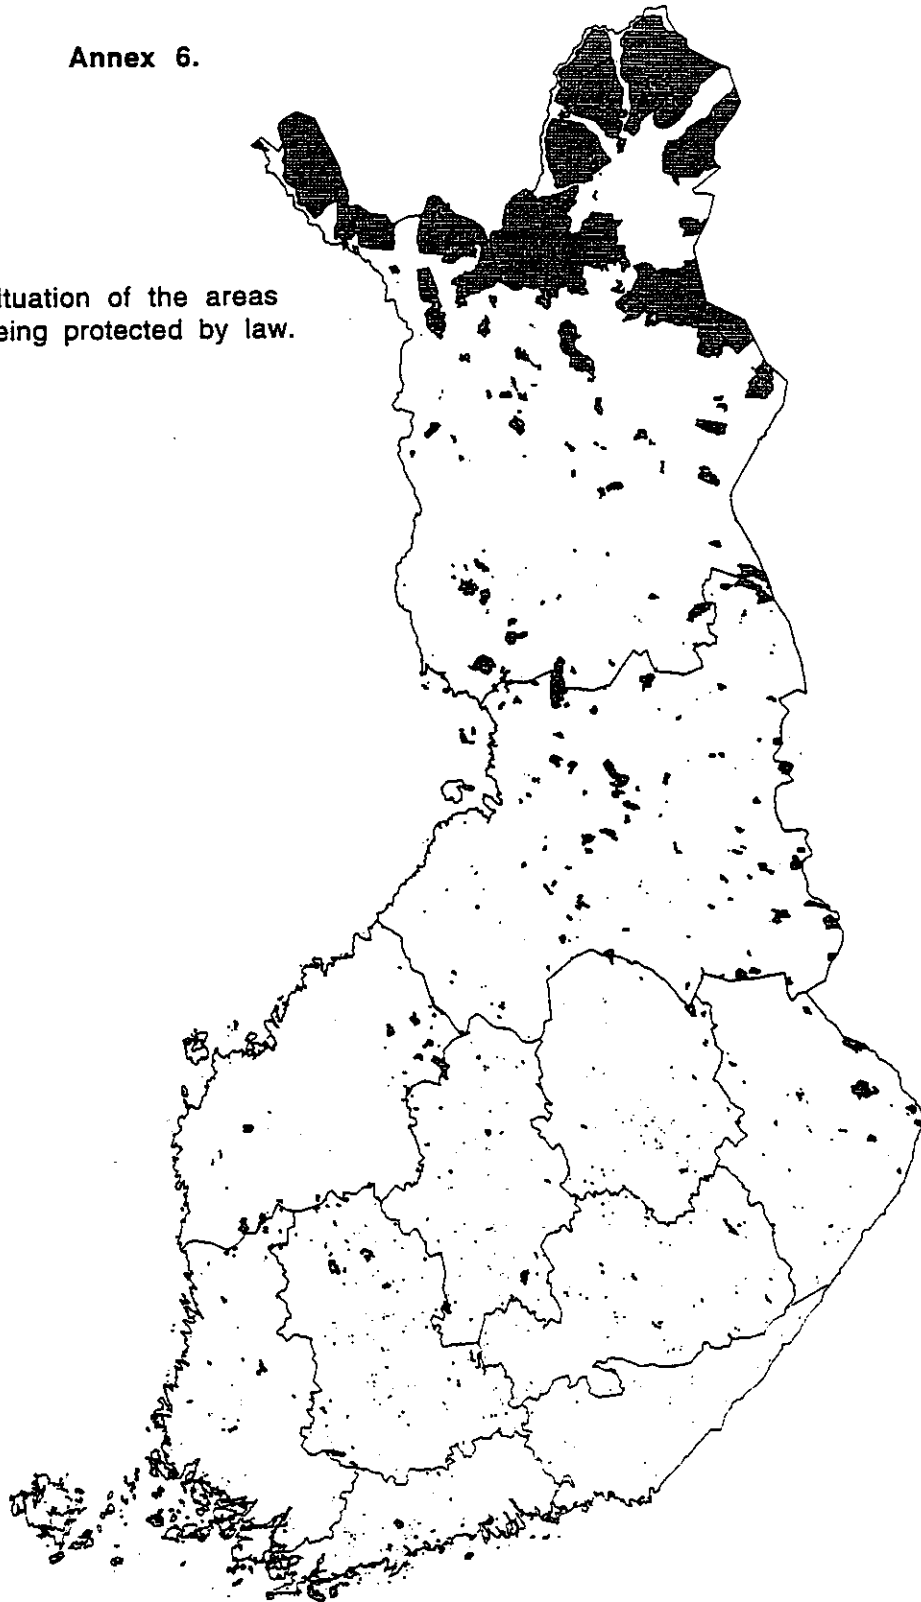 Annex 6.
ituation of the areas
eing protected by law.